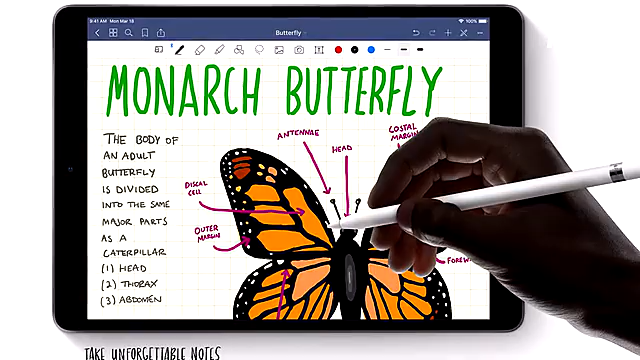 9:41 AM Mon Mar 18
100%
Butterfly
MONARCH BUTTERFLY
THE BODY OF
AN ADULT
BUTTERFLY
IS DIVIDED
INTO THE SAME
MAJOR PARTS
AS A
CATERPILLAR
(1) HEAD
(2) THORAX
(3) ABDOMEN
ANTENNAE
HEAD
COSTAL
MARGIN
DISCAL
CELL
OUTER
MARGIN
TAKE UNFORGETTABLE NOTES